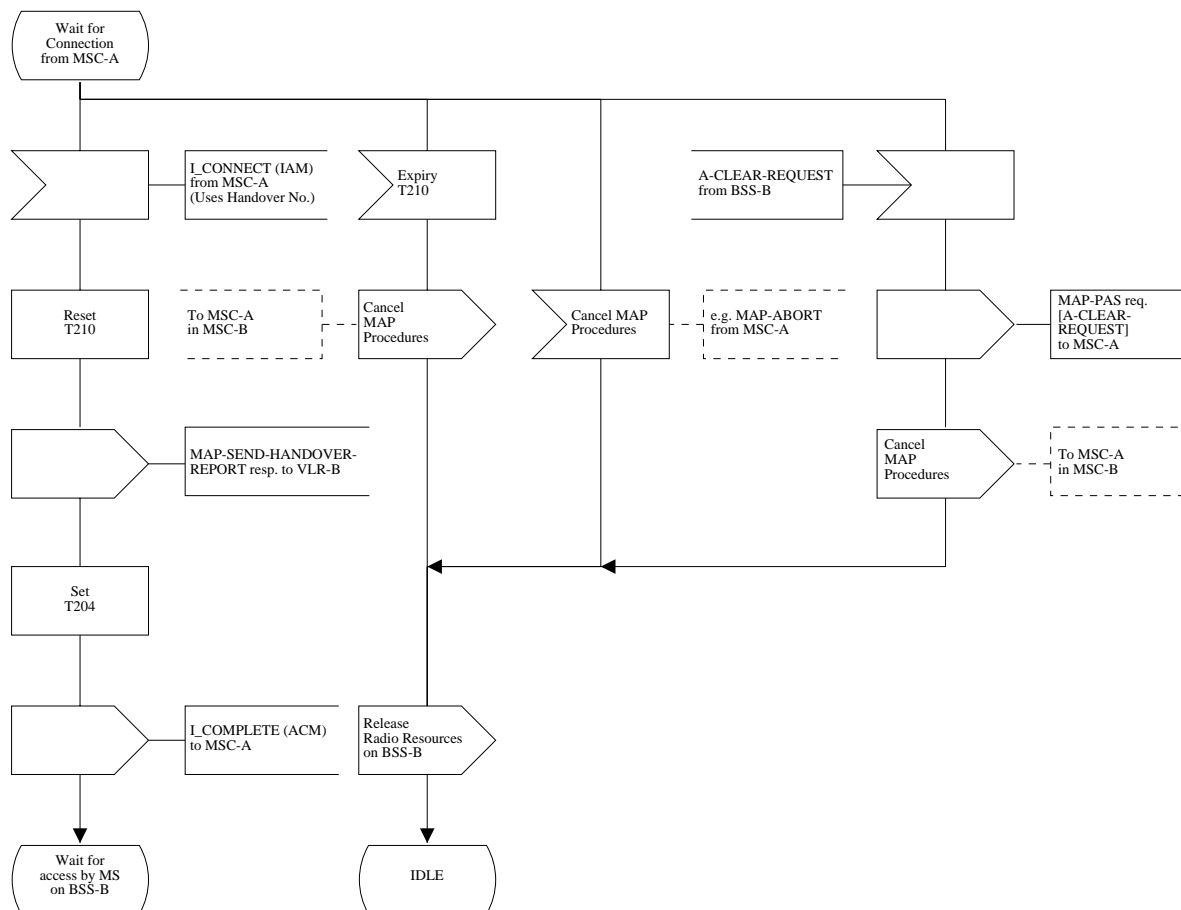 Wait for
Connection
from MSC-A
I_CONNECT (IAM)
from MSC-A
(Uses Handover No.)
Expiry
T210
A-CLEAR-REQUEST
from BSS-B
Reset
T210
To MSC-A
in MSC-B
Cancel
MAP
Procedures
Cancel MAP
Procedures
e.g. MAP-ABORT
from MSC-A
MAP-PAS req.
[A-CLEAR-
REQUEST]
to MSC-A
MAP-SEND-HANDOVER-
REPORT resp. to VLR-B
Cancel
MAP
Procedures
To MSC-A
in MSC-B
Set
T204
I_COMPLETE (ACM)
to MSC-A
Release
Radio Resources
on BSS-B
Wait for
access by MS
on BSS-B
IDLE